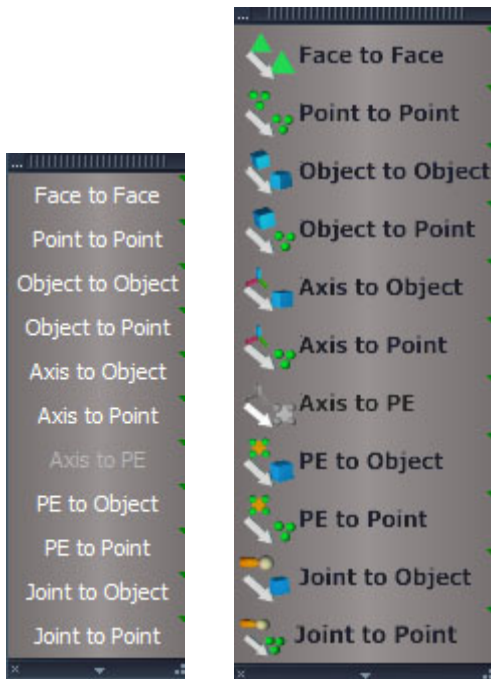 Face to Face
Point to Point
Object to Object
Object to Point
Axis to Object
Axis to Point
Axis to PE
PE to Object
PE to Point
Joint to Object
Joint to Point
Face to Face
Point to Point
Object to Object
Object to Point
Axis to Object
Axis to Point
Axis to PE
PE to Object
PE to Point
Joint to Object
Joint to Point